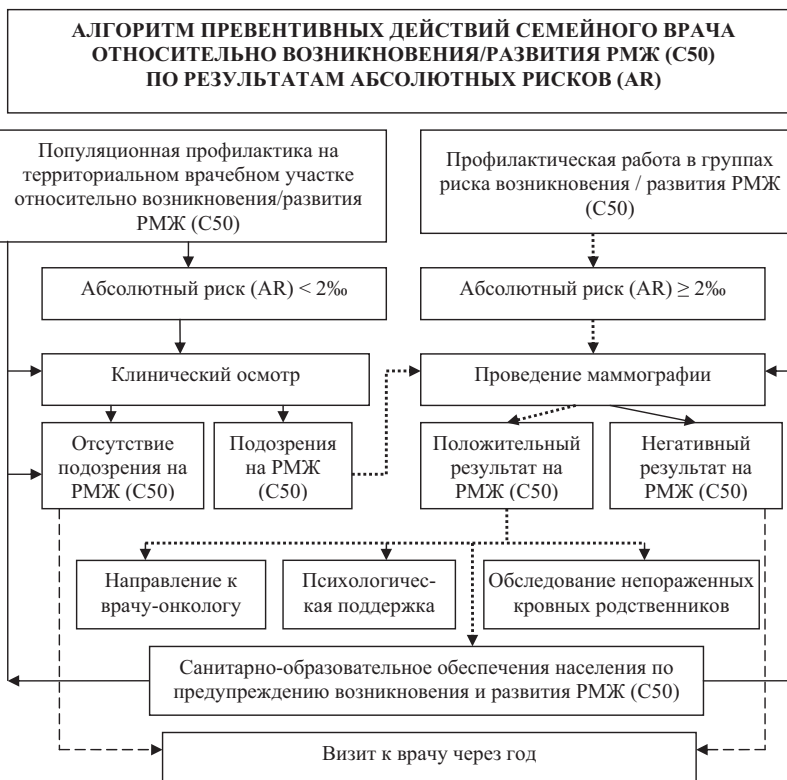 АЛГОРИТМ ПРЕВЕНТИВНЫХ ДЕЙСТВИЙ СЕМЕЙНОГО ВРАЧА
ОТНОСИТЕЛЬНО ВОЗНИКНОВЕНИЯ/РАЗВИТИЯ РМЖ (С50)
ПО РЕЗУЛЬТАТАМ АБСОЛЮТНЫХ РИСКОВ (AR)
Популяционная профилактика на
территориальном врачебном участке
относительно возникновения/развития
РМЖ (С50)
Профилактическая работа в группах
риска возникновения / развития РМЖ
(С50)
Абсолютный риск (AR) < 2‰
Абсолютный риск (AR) ≥ 2‰
Клинический осмотр
Проведение маммографии
Отсутствие
подозрения на
РМЖ (С50)
Подозрения
на РМЖ
(С50)
Положительный
результат на
РМЖ (С50)
Негативный
результат на
РМЖ (С50)
Направление к
врачу-онкологу
Психологичес-
кая поддержка
Обследование непораженных
кровных родственников
Санитарно-образовательное обеспечения населения по
предупреждению возникновения и развития РМЖ (С50)
Визит к врачу через год